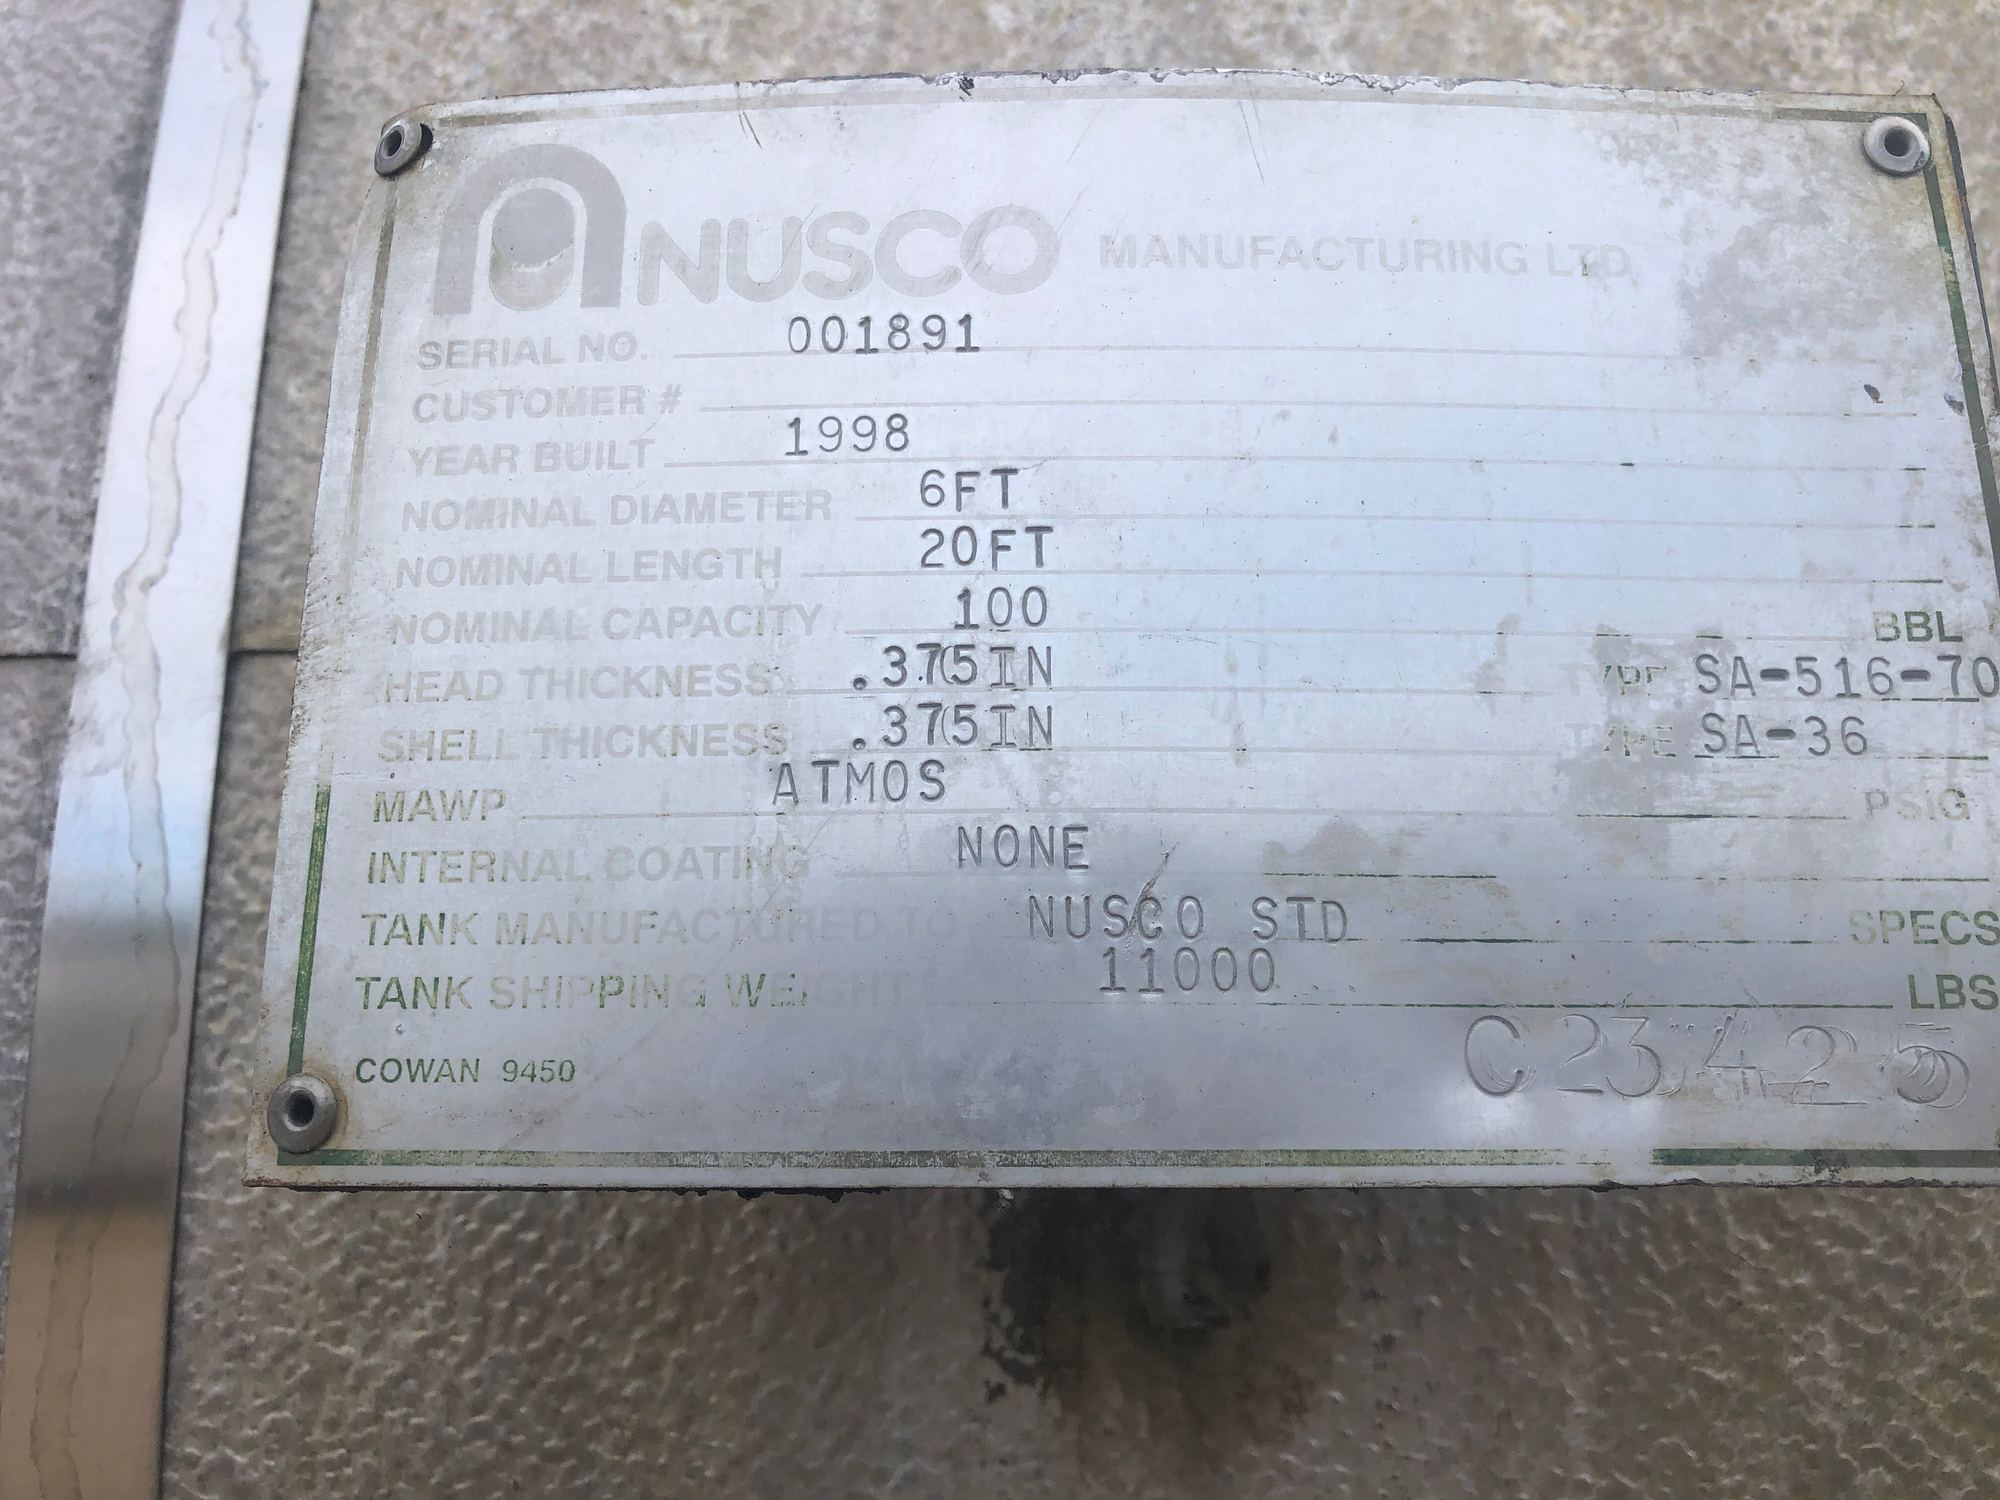 NUSCO MANUFACTURING LTD.
SERIAL NO. 001891
CUSTOMER #
YEAR BUILT 1998
NOMINAL DIAMETER 6FT
NOMINAL LENGTH 20FT
NOMINAL CAPACITY 100 BBL
HEAD THICKNESS .375IN TYPE SA-516-70
SHELL THICKNESS .375IN TYPE SA-36
MAWP ATMOS PSIG
INTERNAL COATING NONE
TANK MANUFACTURED TO NUSCO STD SPECS
TANK SHIPPING WEIGHT 11000 LBS
C23425
COWAN 9450